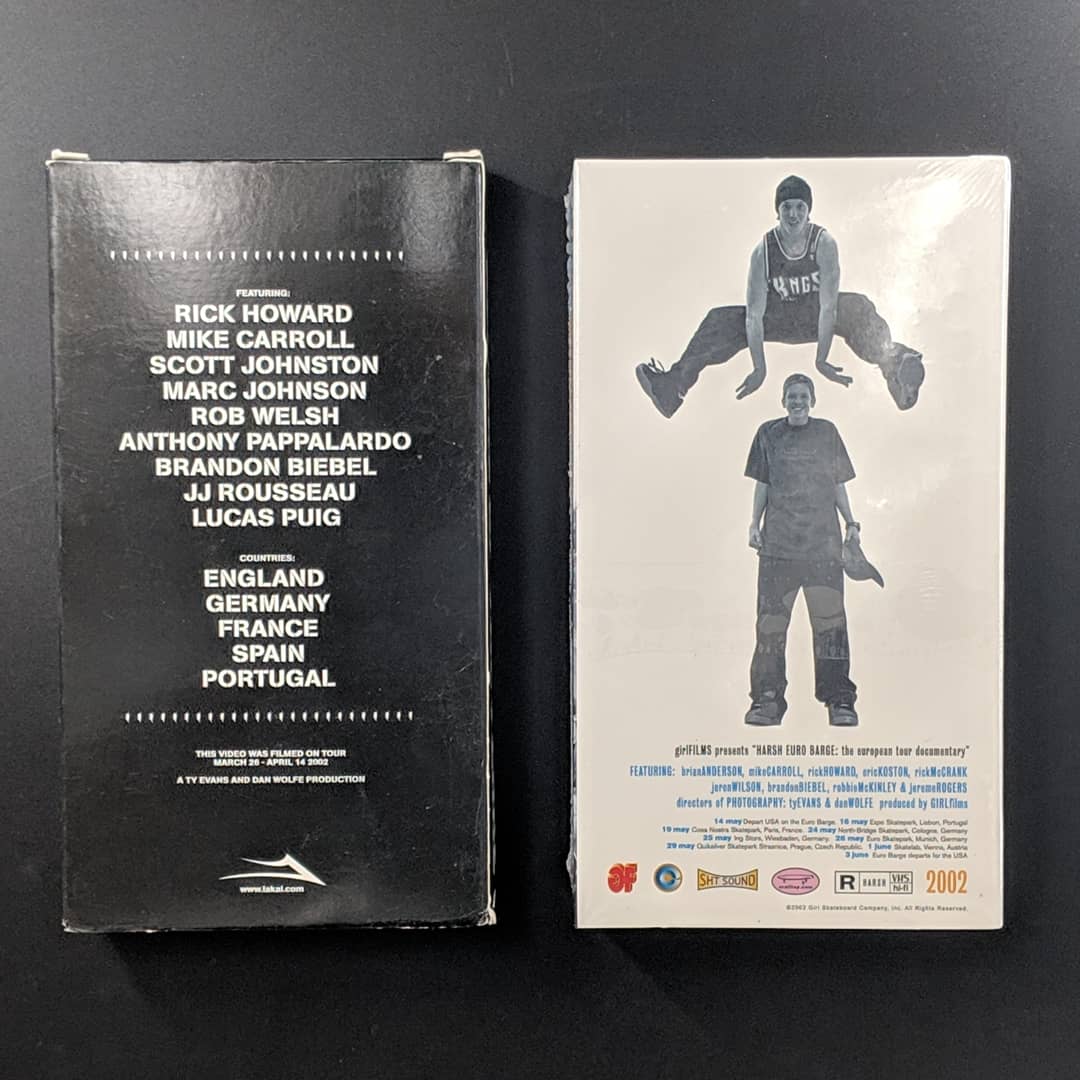 FEATURING:
RICK HOWARD
MIKE CARROLL
SCOTT JOHNSTON
MARC JOHNSON
ROB WELSH
ANTHONY PAPPALARDO
BRANDON BIEBEL
JJ ROUSSEAU
LUCAS PUIG
COUNTRIES:
ENGLAND
GERMANY
FRANCE
SPAIN
PORTUGAL
THIS VIDEO WAS FILMED ON TOUR
MARCH 26 - APRIL 14 2002
A TY EVANS AND DAN WOLFE PRODUCTION
www.lakai.com
KINGS
girlFILMS presents "HARSH EURO BARGE: the european tour documentary"
FEATURING: brianANDERSON, mikeCARROLL, rickHOWARD, ericKOSTON, rickMcCRANK
jeronWILSON, brandonBIEBEL, robbieMcKINLEY & jeromeROGERS
directors of PHOTOGRAPHY: tyEVANS & danWOLFE produced by GIRLfilms
14 may Depart USA on the Euro Barge. 16 may Expo Skatepark, Lisbon, Portugal
19 may Cosa Nostra Skatepark, Paris, France. 24 may North Bridge Skatepark, Cologne, Germany
25 may Ing Store, Wiesbaden, Germany. 26 may Euro Skatepark, Munich, Germany
29 may Quiksilver Skatepark Strasnice, Prague, Czech Republic. 1 june Skatelab, Vienna, Austria
3 june Euro Barge departs for the USA
GF
SHT SOUND
R HARSH VHS hi-fi
2002
©2002 Girl Skateboard Company, Inc. All Rights Reserved.